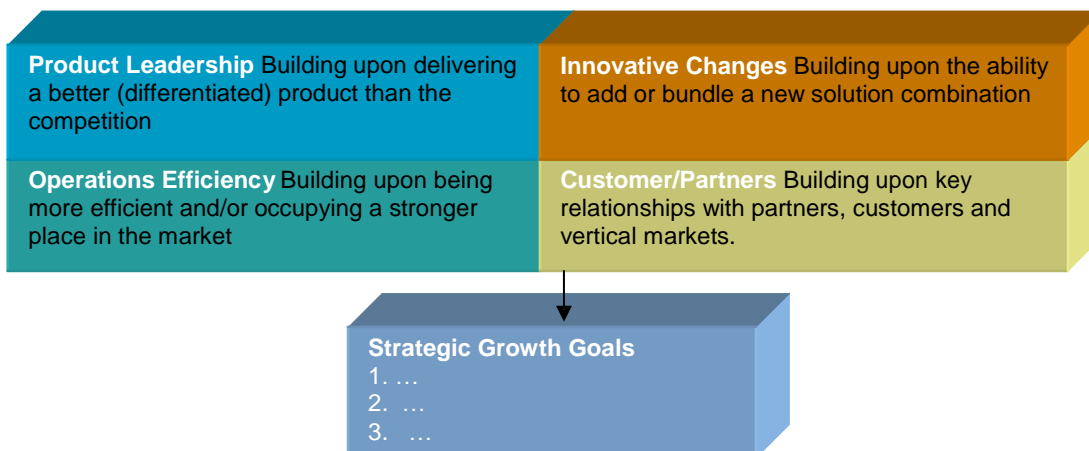 Product Leadership Building upon delivering
a better (differentiated) product than the
competition
Innovative Changes Building upon the ability
to add or bundle a new solution combination
Operations Efficiency Building upon being
more efficient and/or occupying a stronger
place in the market
Customer/Partners Building upon key
relationships with partners, customers and
vertical markets.
Strategic Growth Goals
1. …
2. …
3. …